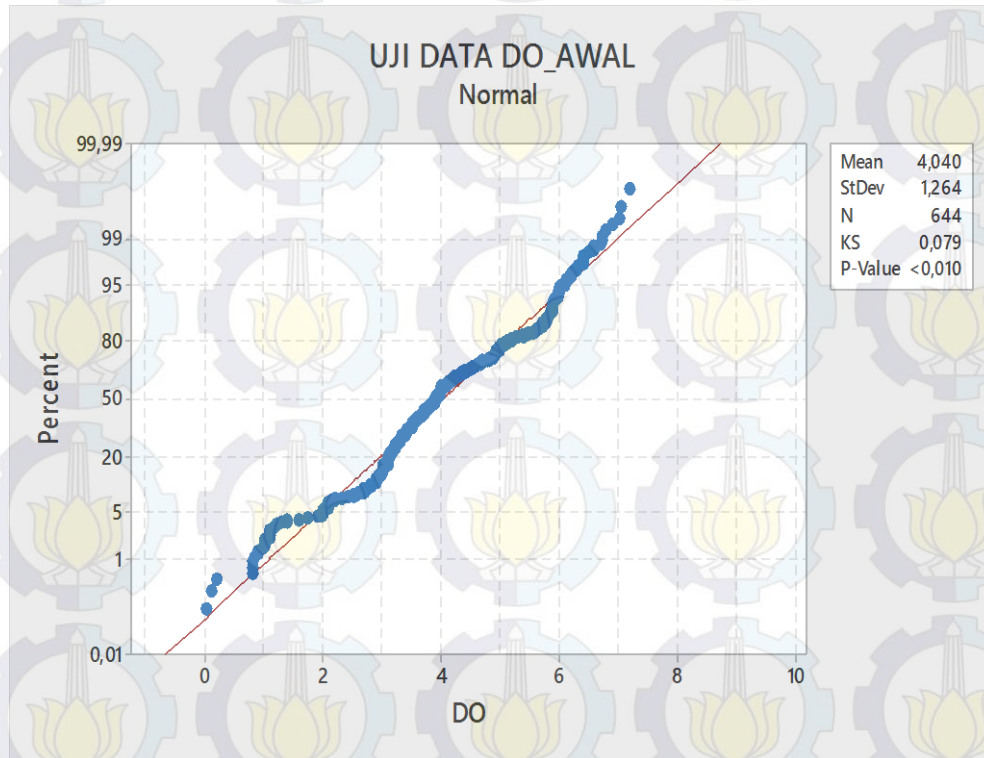 UJI DATA DO_AWAL
Normal
99,99
99
95
80
50
20
5
1
0,01
Percent
0 2 4 6 8 10
DO
Mean 4,040
StDev 1,264
N 644
KS 0,079
P-Value <0,010